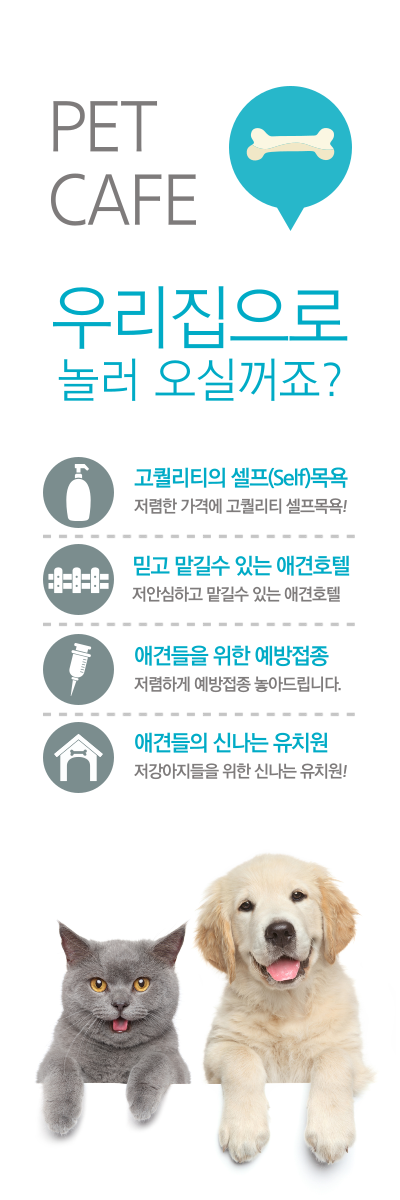 PET
CAFE
우리집으로
놀러 오실꺼죠?
고퀄리티의 셀프(Self)목욕
저렴한 가격에 고퀄리티 셀프목욕!
믿고 맡길수 있는 애견호텔
저안심하고 맡길수 있는 애견호텔
애견들을 위한 예방접종
저렴하게 예방접종 놓아드립니다.
애견들의 신나는 유치원
저강아지들을 위한 신나는 유치원!